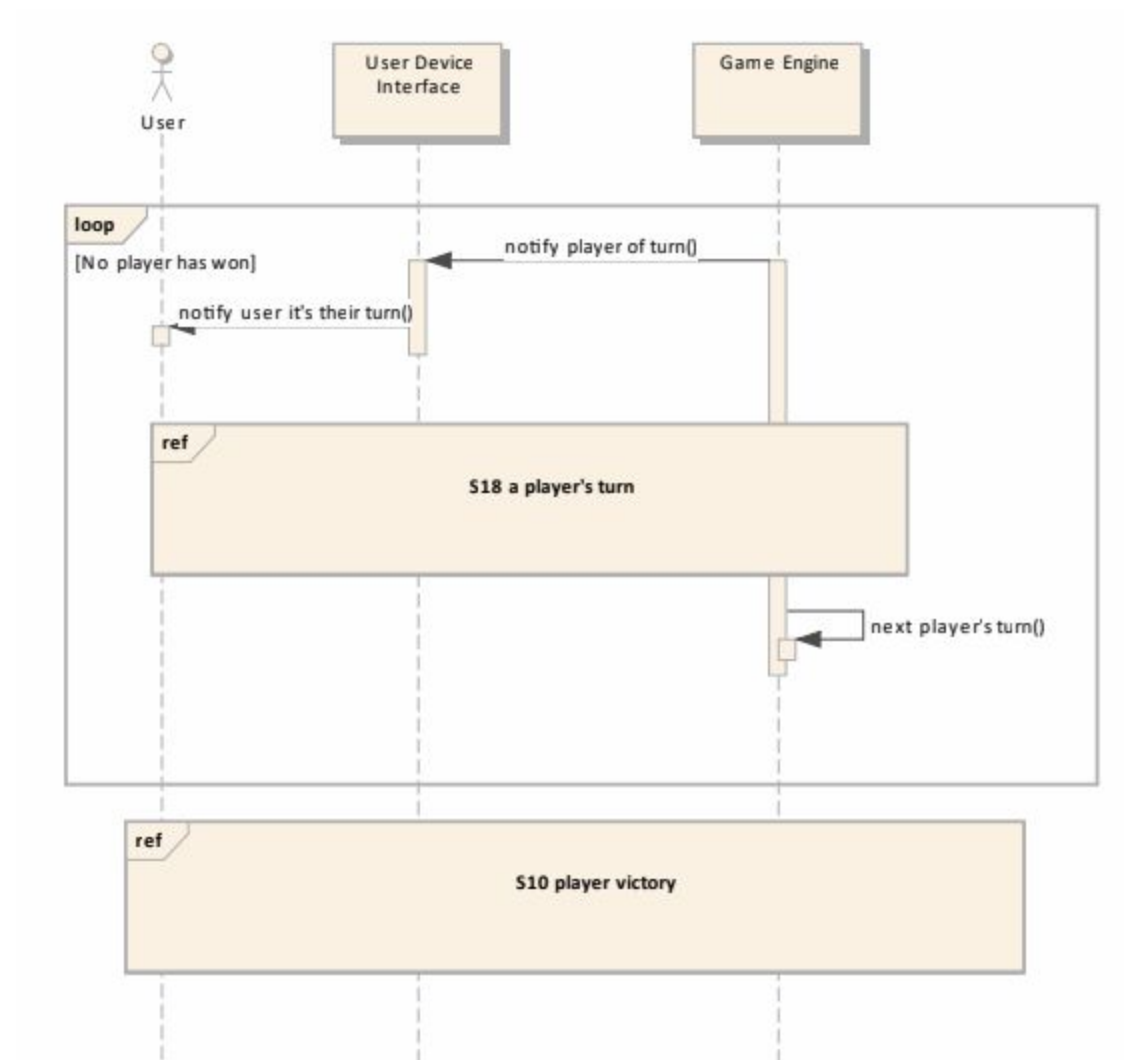 User
User Device
Interface
Game Engine
loop
[No player has won]
notify player of turn()
notify user it's their turn()
ref
S18 a player's turn
next player's turn()
ref
S10 player victory